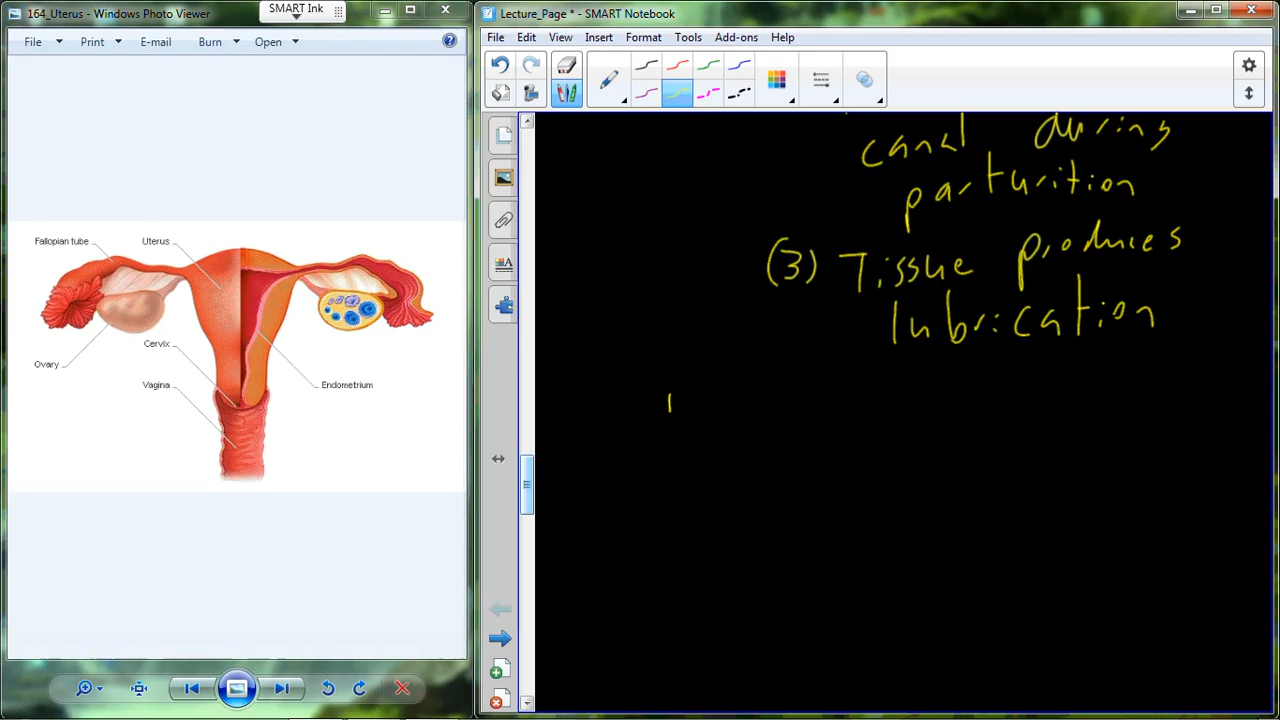 164_Uterus - Windows Photo Viewer
SMART Ink
File Print E-mail Burn Open
Fallopian tube
Uterus
Ovary
Cervix
Vagina
Endometrium
Lecture_Page * - SMART Notebook
File Edit View Insert Format Tools Add-ons Help
canal during
parturition
(3) Tissue produces
lubrication